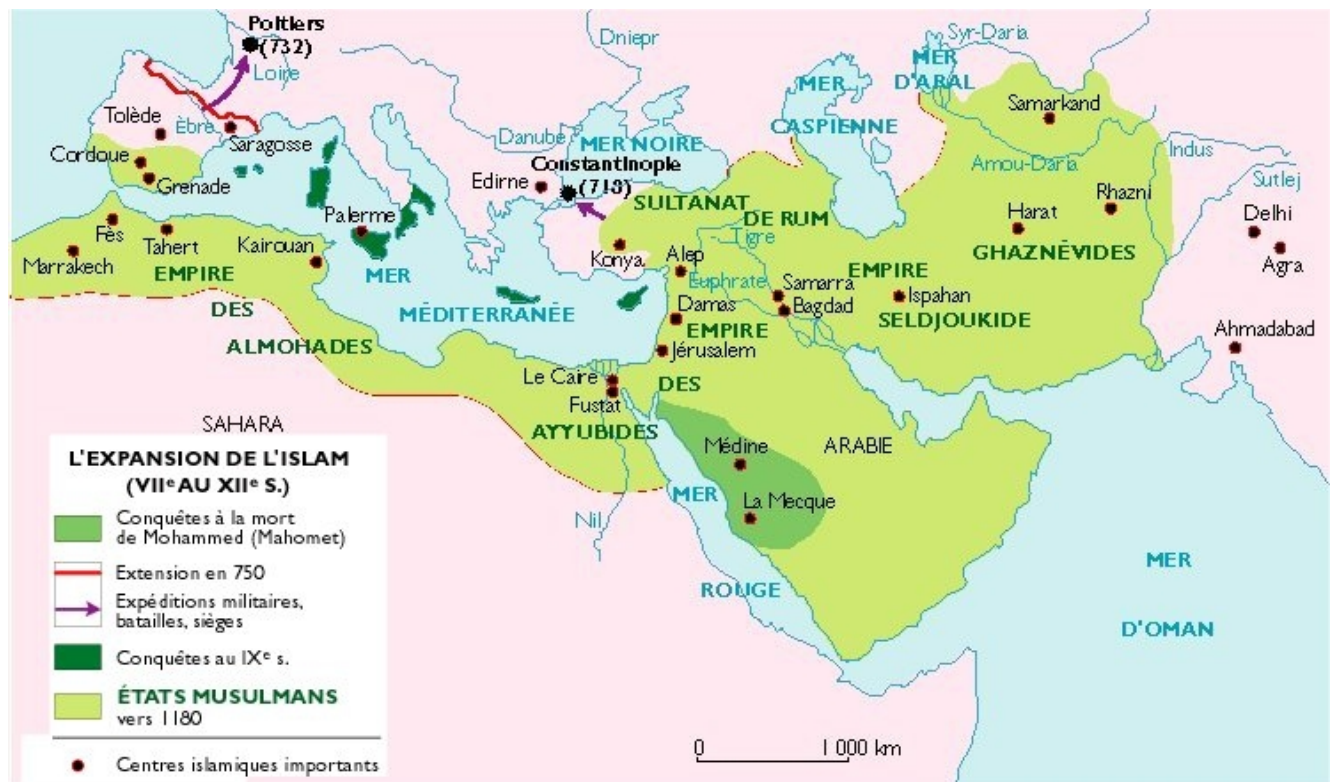 Poitiers
(732)
Loire
Dniepr
Syr-Daria
MER
D'ARAL
MER
CASPIENNE
Samarkand
Tolède
Èbre
Saragosse
Danube
MER NOIRE
Constantinople
(718)
Edirne
Amou-Daria
Indus
Sutlej
Cordoue
Grenade
Rhazni
Delhi
Agra
SULTANAT
DE RUM
Harat
GHAZNÉVIDES
Palerme
Fès
Tahert
Kairouan
Marrakech
EMPIRE
DES
ALMOHADES
MER
MÉDITERRANÉE
Konya
Alep
Tigre
Euphrate
Samarra
Bagdad
EMPIRE
SELDJOUKIDE
Ispahan
Damas
EMPIRE
DES
AYYUBIDES
Jérusalem
Ahmadabad
Le Caire
Fustat
SAHARA
Médine
ARABIE
La Mecque
MER
ROUGE
Nil
MER
D'OMAN
L'EXPANSION DE L'ISLAM
(VIIe AU XIIe S.)
Conquêtes à la mort
de Mohammed (Mahomet)
Extension en 750
Expéditions militaires,
batailles, sièges
Conquêtes au IXe s.
ÉTATS MUSULMANS
vers 1180
Centres islamiques importants
0 1 000 km